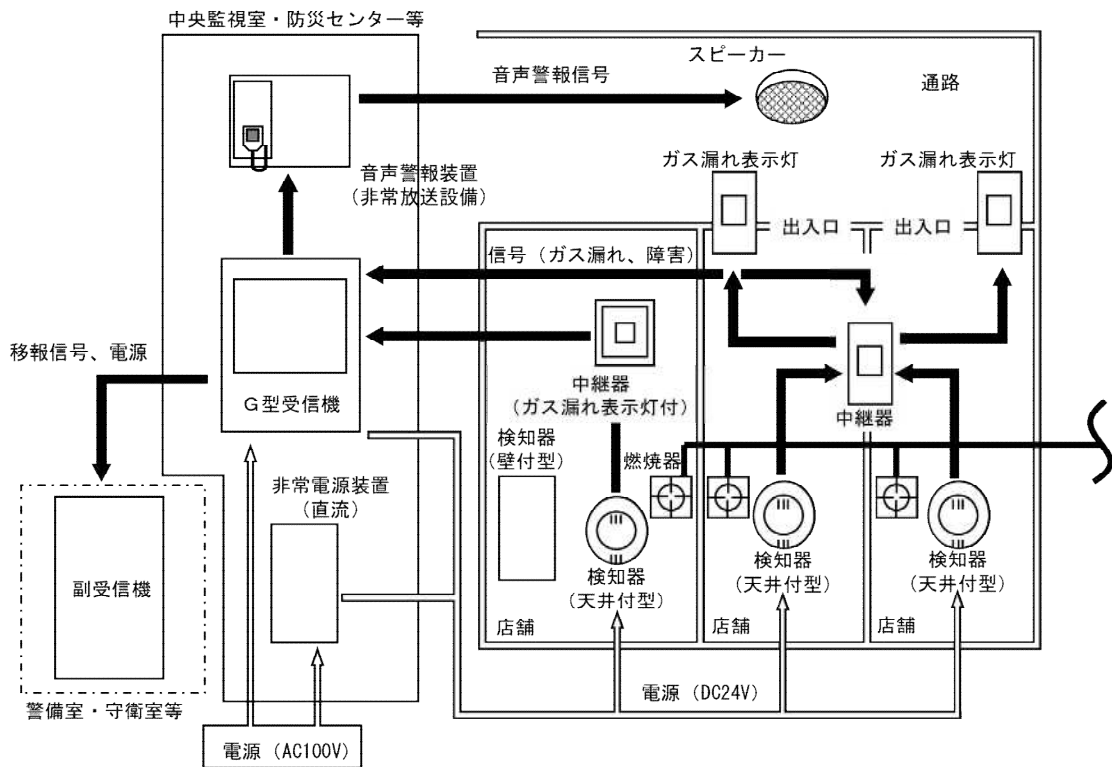 中央監視室・防災センター等
スピーカー
音声警報信号
通路
ガス漏れ表示灯
ガス漏れ表示灯
音声警報装置
(非常放送設備)
出入口
出入口
信号(ガス漏れ、障害)
移報信号、電源
G型受信機
中継器
(ガス漏れ表示灯付)
中継器
検知器
(壁付型)
燃焼器
非常電源装置
(直流)
副受信機
検知器
(天井付型)
検知器
(天井付型)
検知器
(天井付型)
店舗
店舗
店舗
電源(DC24V)
警備室・守衛室等
電源(AC100V)